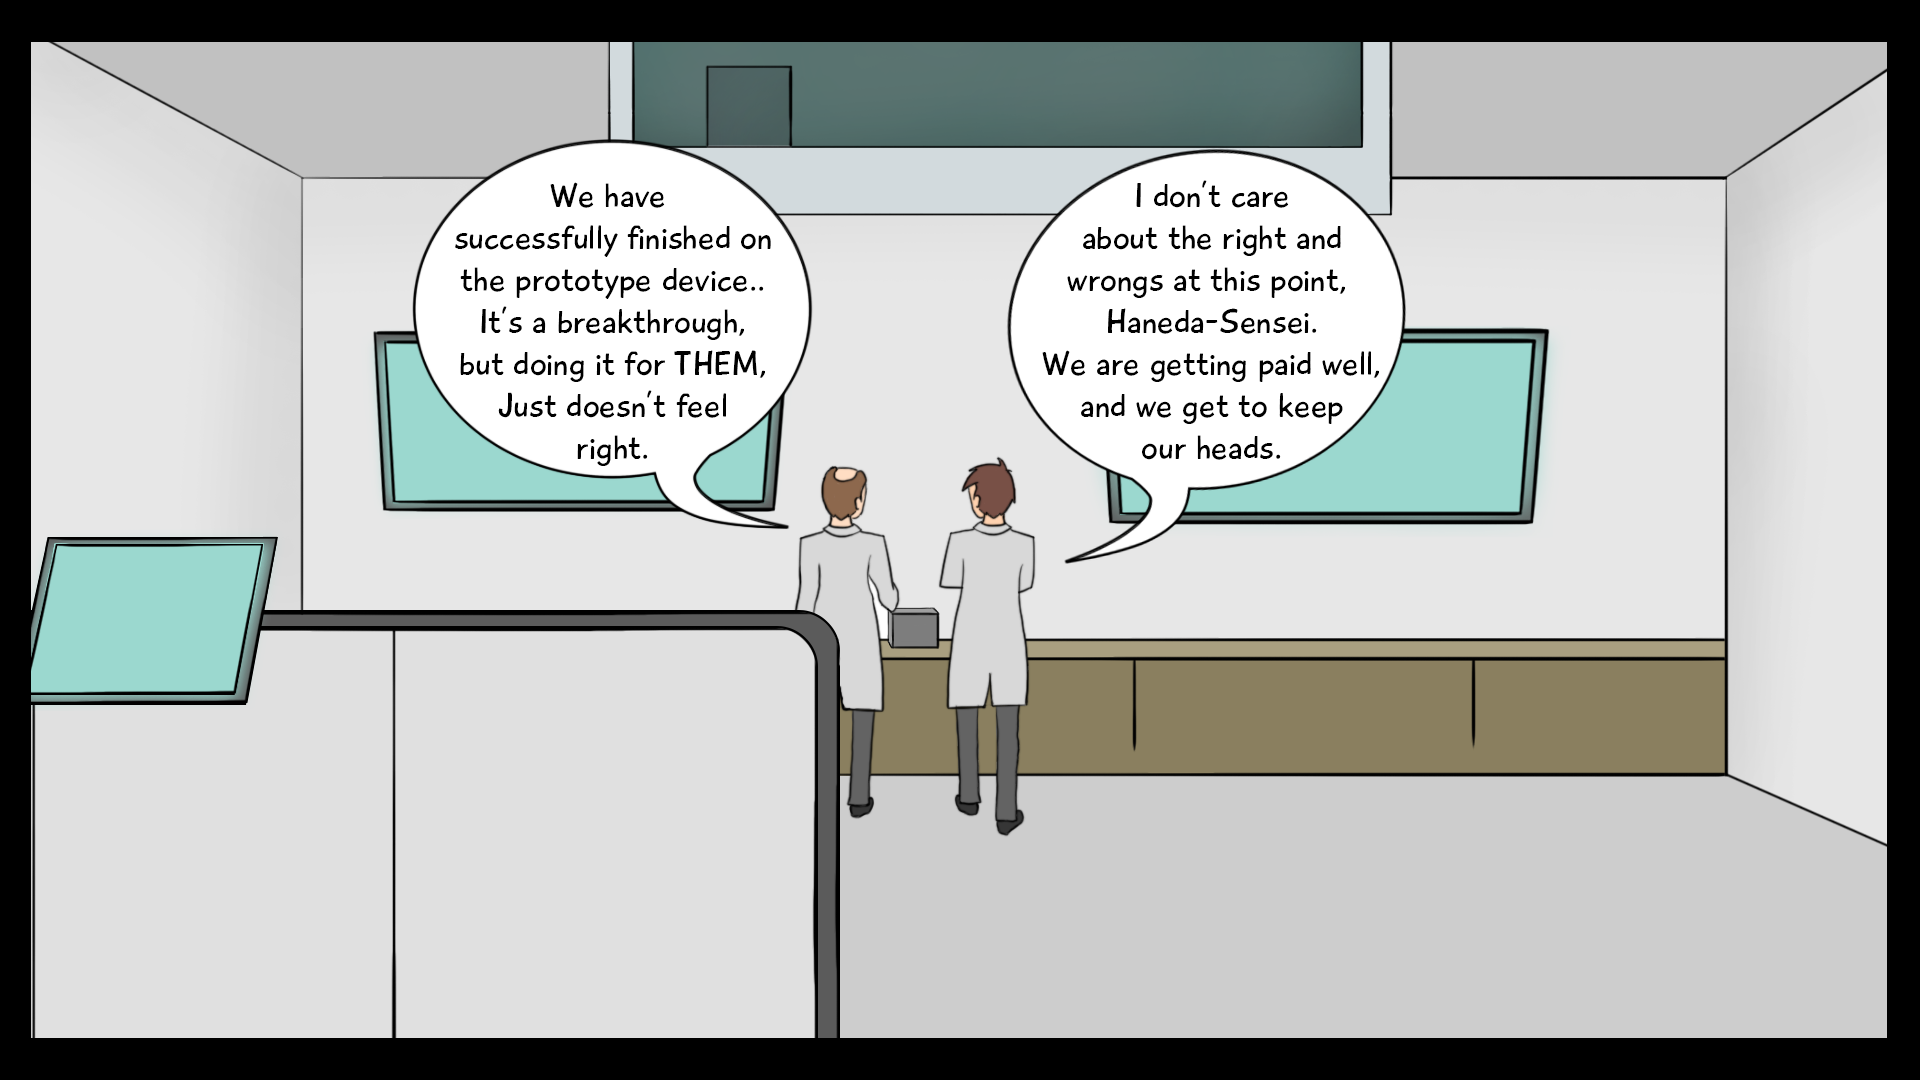 We have
successfully finished on
the prototype device..
It's a breakthrough,
but doing it for THEM,
Just doesn't feel
right.
I don't care
about the right and
wrongs at this point,
Haneda-Sensei.
We are getting paid well,
and we get to keep
our heads.